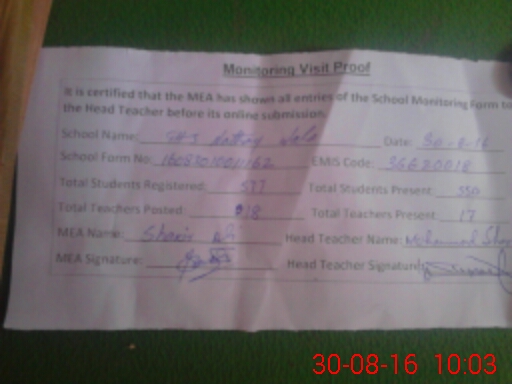 Monitoring Visit Proof
It is certified that the MEA has shown all entries of the School Monitoring Form to
the Head Teacher before its online submission.
School Name: GHS Date: 30-8-16
School Form No: EMIS Code: 36620018
Total Students Registered: 577 Total Students Present: 550
Total Teachers Posted: 18 Total Teachers Present: 17
MEA Name: Head Teacher Name: Mohammad
MEA Signature: Head Teacher Signature:
30-08-16 10:03